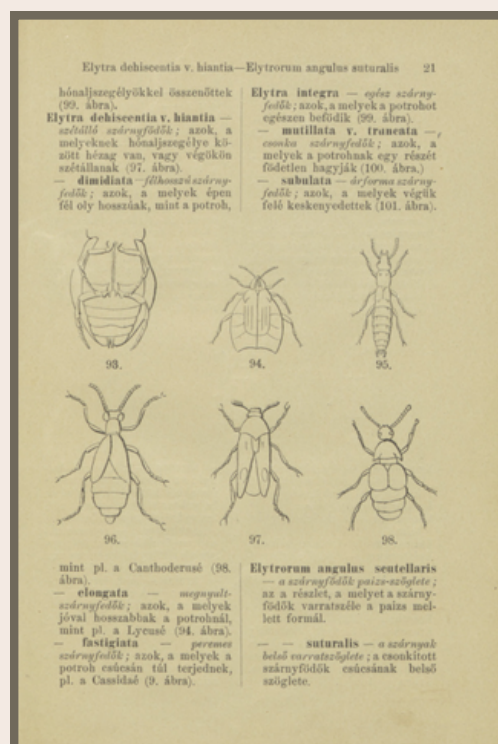 Elytra dehiscentia v. hiantia—Elytrorum angulus suturalis 21
hónaljszegélyökkel összenőttek
(99. ábra).
Elytra dehiscentia v. hiantia —
szétálló szárnyfödők; azok, a
melyeknek hónaljszegélye kö-
zött hézag van, vagy végökön
szétállanak (97. ábra).
— dimidiata — félhosszú szárny-
fedők; azok, a melyek épen
fél oly hosszúak, mint a potroh,
Elytra integra — egész szárny-
fedők; azok, a melyek a potrohot
egészen befödik (99. ábra).
— mutillata v. truncata —
csonka szárnyfedők; azok, a
melyek a potrohnak egy részét
födetlen hagyják (100. ábra.)
— subulata — árforma szárny-
fedők; azok, a melyek végük
felé keskenyedettek (101. ábra).
93.
94.
95.
96.
97.
98.
mint pl. a Canthoderusé (98.
ábra).
— elongata — megnyult-
szárnyfedők; azok, a melyek
jóval hosszabbak a potrohnál,
mint pl. a Lycusé (94. ábra).
— fastigiata — peremes
szárnyfedők; azok, a melyek a
potroh csúcsán túl terjednek,
pl. a Cassidaé (9. ábra).
Elytrorum angulus scutellaris
— a szárnyfödők paizs-szöglete;
az a részlet, a melyet a szárny-
födők varratszéle a paizs mel-
lett formál.
— — suturalis — a szárnyak
belső varratszöglete; a csonkított
szárnyfödők csúcsának belső
szöglete.